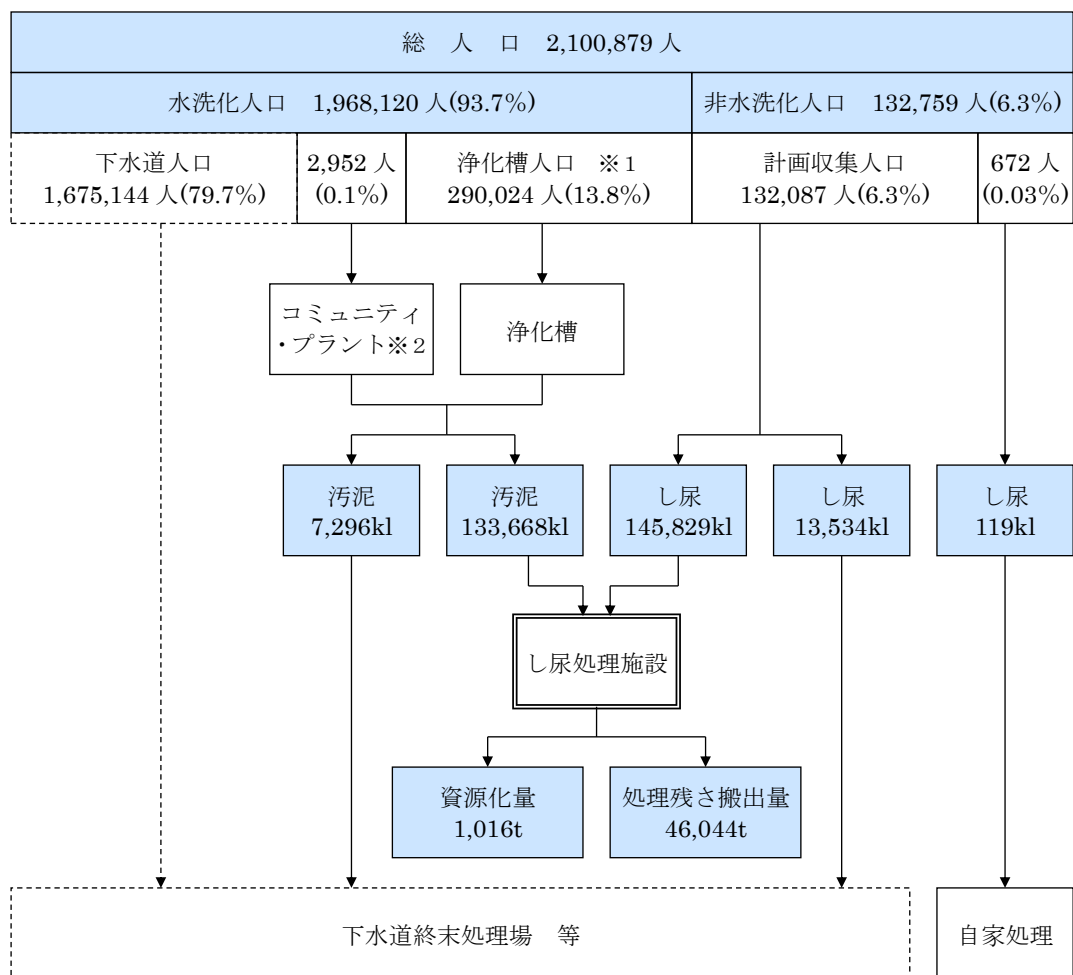 総　人　口　2,100,879 人
水洗化人口　1,968,120 人(93.7%)
非水洗化人口　132,759 人(6.3%)
下水道人口
1,675,144 人(79.7%)
2,952 人
(0.1%)
浄化槽人口　※1
290,024 人(13.8%)
計画収集人口
132,087 人(6.3%)
672 人
(0.03%)
コミュニティ
・プラント※2
浄化槽
汚泥
7,296kl
汚泥
133,668kl
し尿
145,829kl
し尿
13,534kl
し尿
119kl
し尿処理施設
資源化量
1,016t
処理残さ搬出量
46,044t
下水道終末処理場　等
自家処理